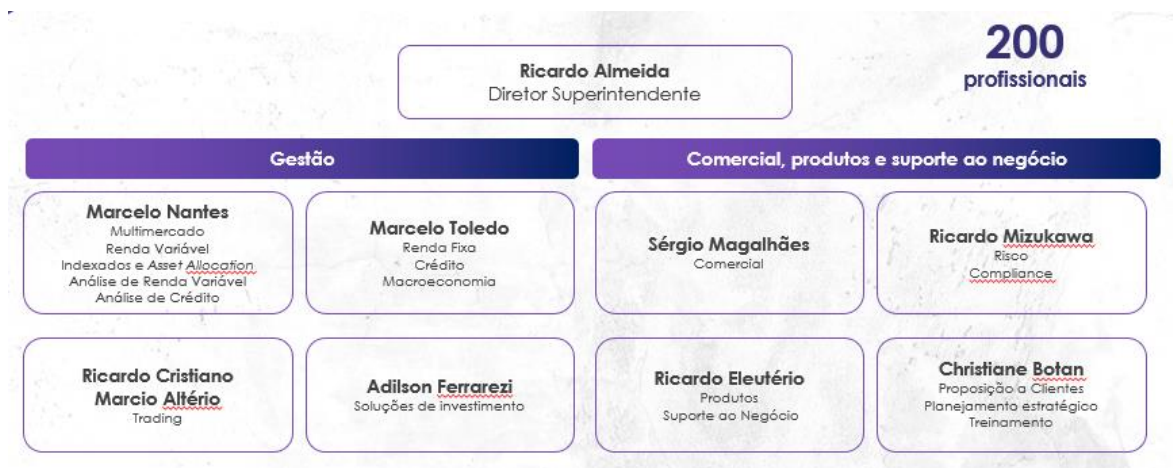 200
profissionais
Ricardo Almeida
Diretor Superintendente
Gestão
Marcelo Nantes
Multimercado
Renda Variável
Indexados e Asset Allocation
Análise de Renda Variável
Análise de Crédito
Marcelo Toledo
Renda Fixa
Crédito
Macroeconomia
Ricardo Cristiano
Marcio Altério
Trading
Adilson Ferrarezi
Soluções de investimento
Comercial, produtos e suporte ao negócio
Sérgio Magalhães
Comercial
Ricardo Mizukawa
Risco
Compliance
Ricardo Eleutério
Produtos
Suporte ao Negócio
Christiane Botan
Proposição a Clientes
Planejamento estratégico
Treinamento